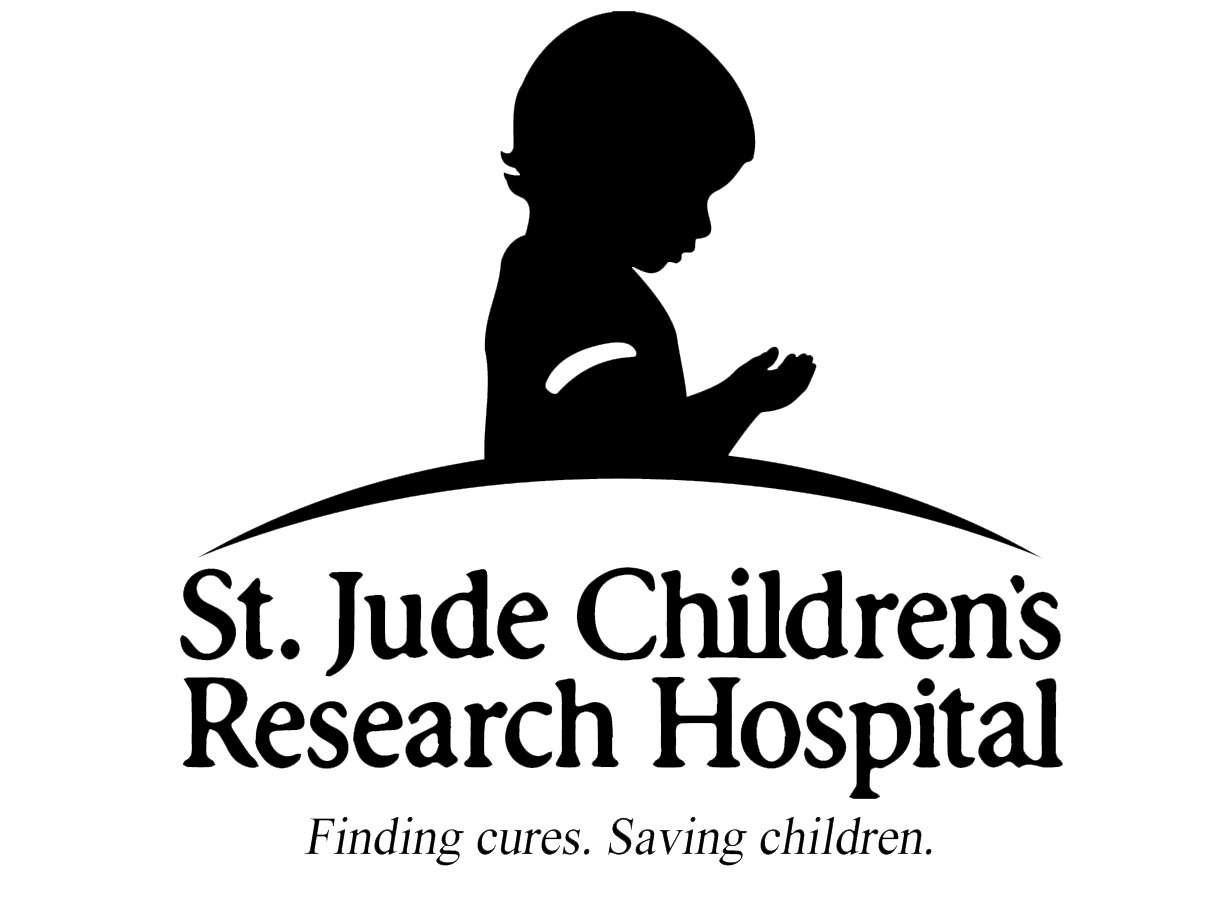 St. Jude Children's
Research Hospital
Finding cures. Saving children.